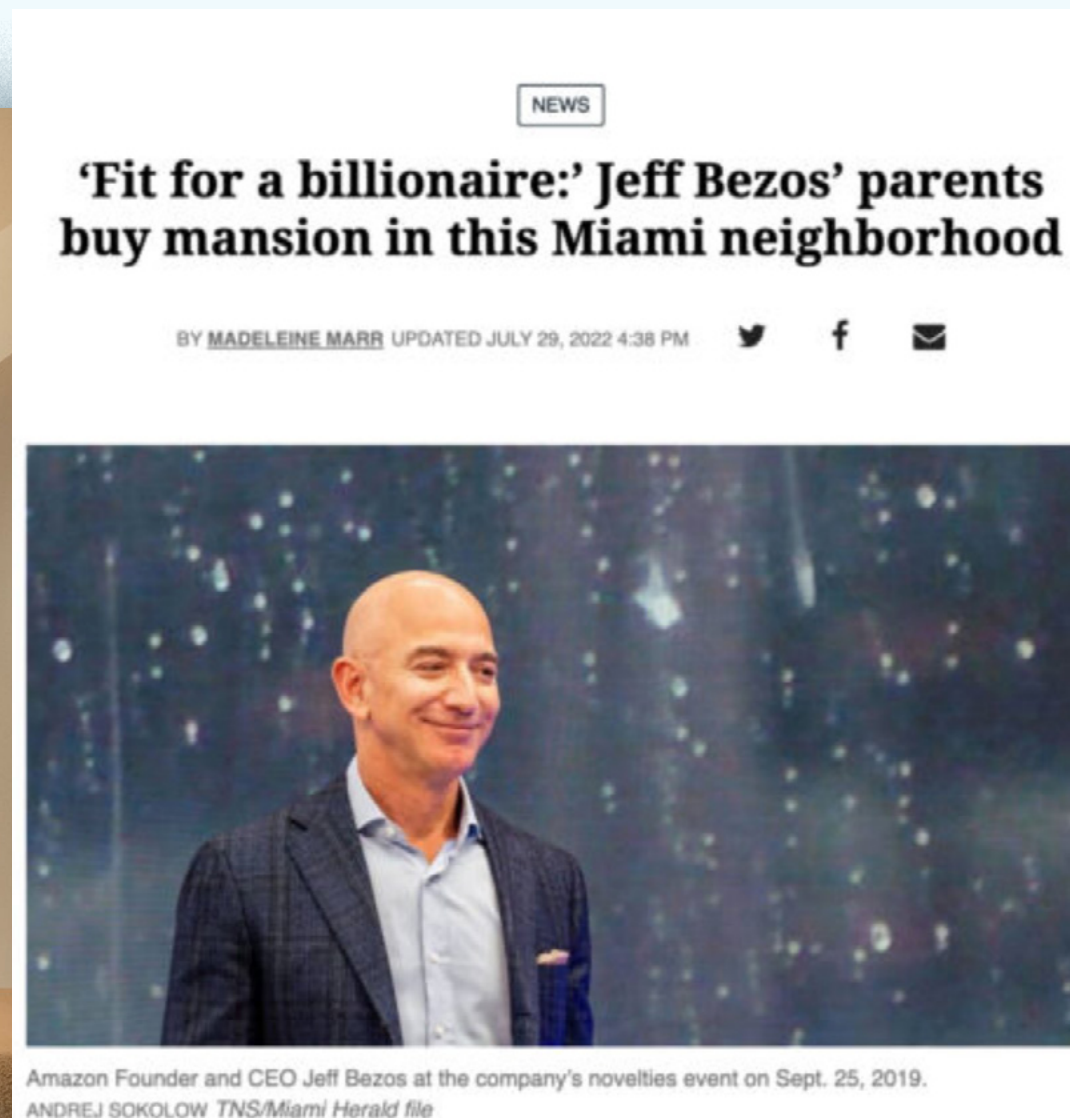 NEWS
‘Fit for a billionaire:’ Jeff Bezos’ parents
buy mansion in this Miami neighborhood
BY MADELEINE MARR UPDATED JULY 29, 2022 4:38 PM
Amazon Founder and CEO Jeff Bezos at the company’s novelties event on Sept. 25, 2019.
ANDREJ SOKOLOW TNS/Miami Herald file